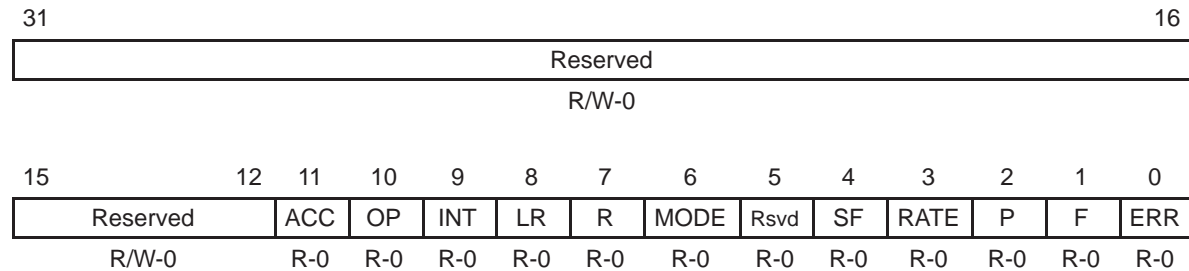 31 16
Reserved
R/W-0
15 12 11 10 9 8 7 6 5 4 3 2 1 0
Reserved ACC OP INT LR R MODE Rsvd SF RATE P F ERR
R/W-0 R-0 R-0 R-0 R-0 R-0 R-0 R-0 R-0 R-0 R-0 R-0 R-0